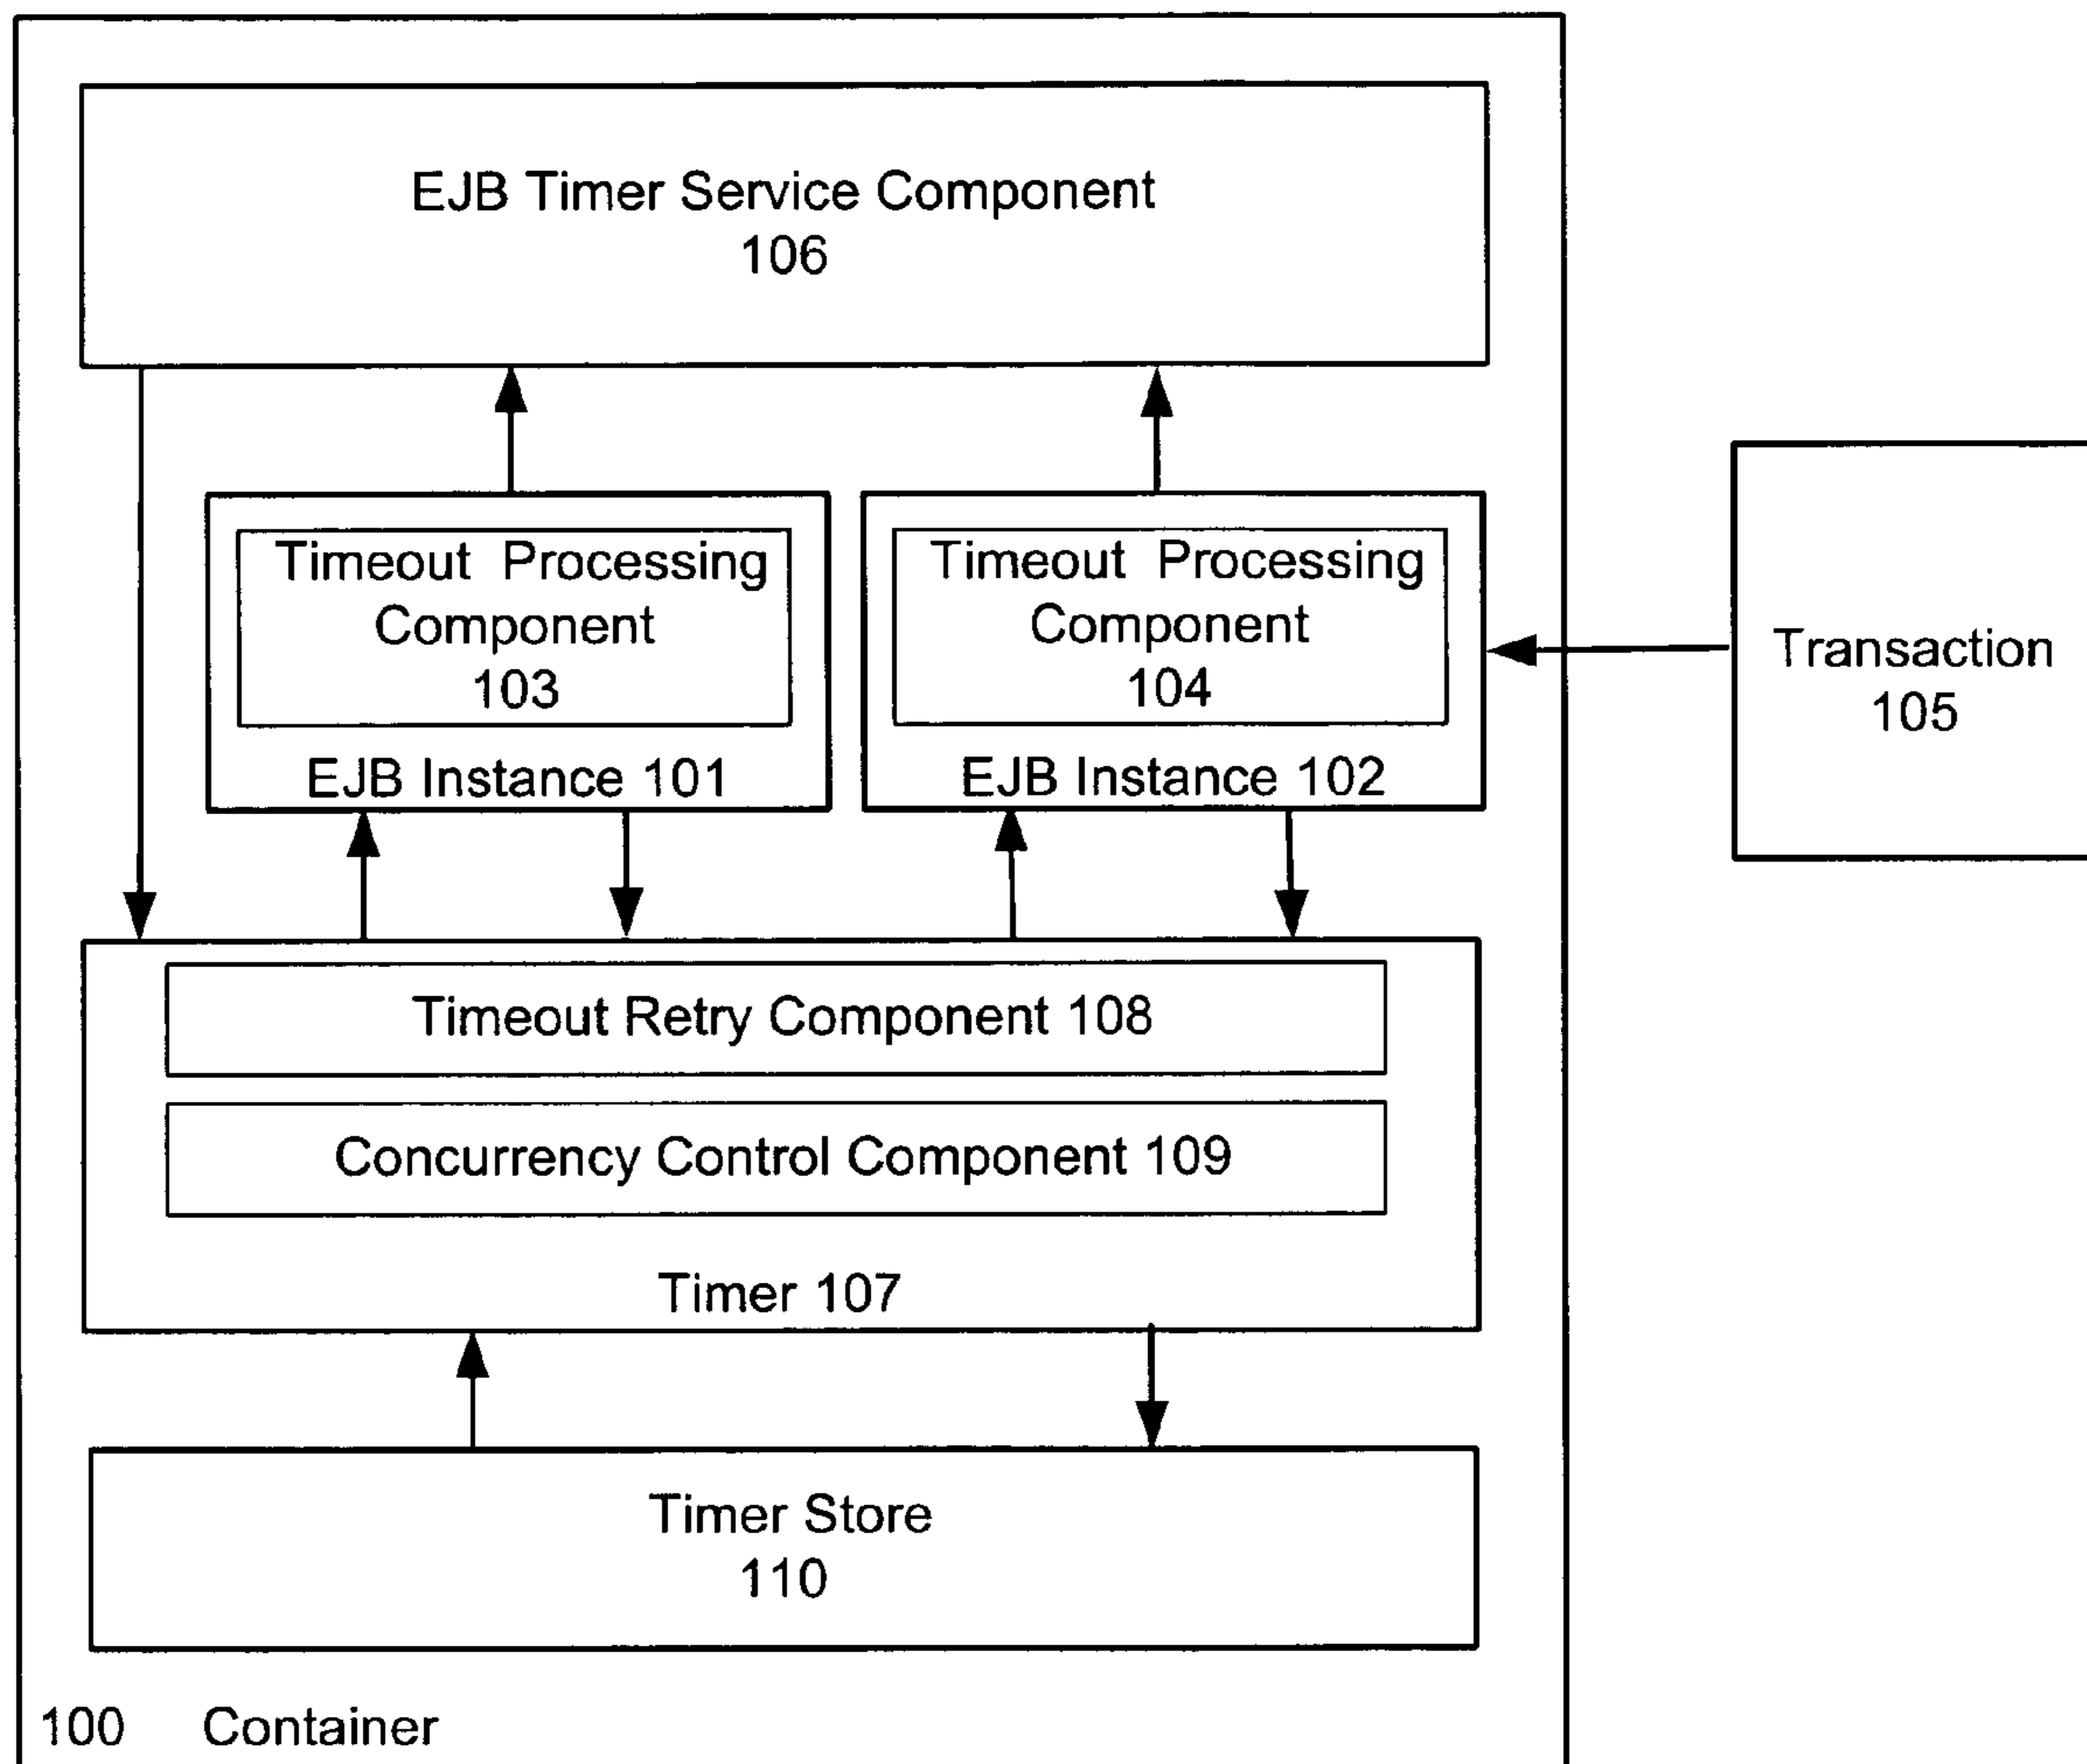 EJB Timer Service Component
106
Timeout Processing
Component
103
EJB Instance 101
Timeout Processing
Component
104
EJB Instance 102
Transaction
105
Timeout Retry Component 108
Concurrency Control Component 109
Timer 107
Timer Store
110
100 Container